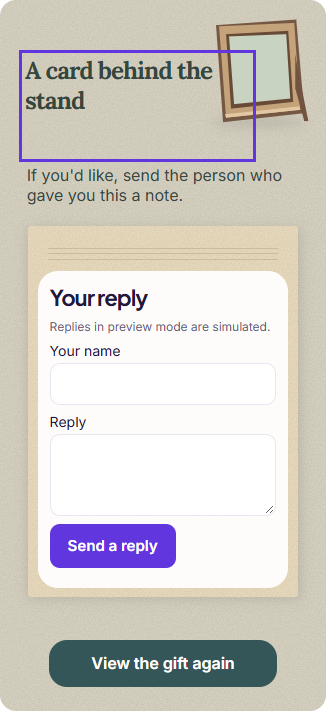 A card behind the
stand
If you'd like, send the person who
gave you this a note.
Your reply
Replies in preview mode are simulated.
Your name
Reply
Send a reply
View the gift again